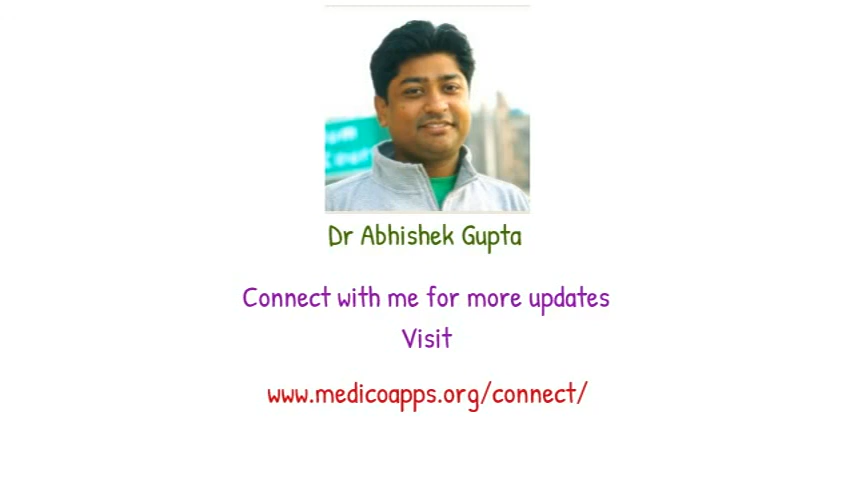 Dr Abhishek Gupta
Connect with me for more updates
Visit
www.medicoapps.org/connect/